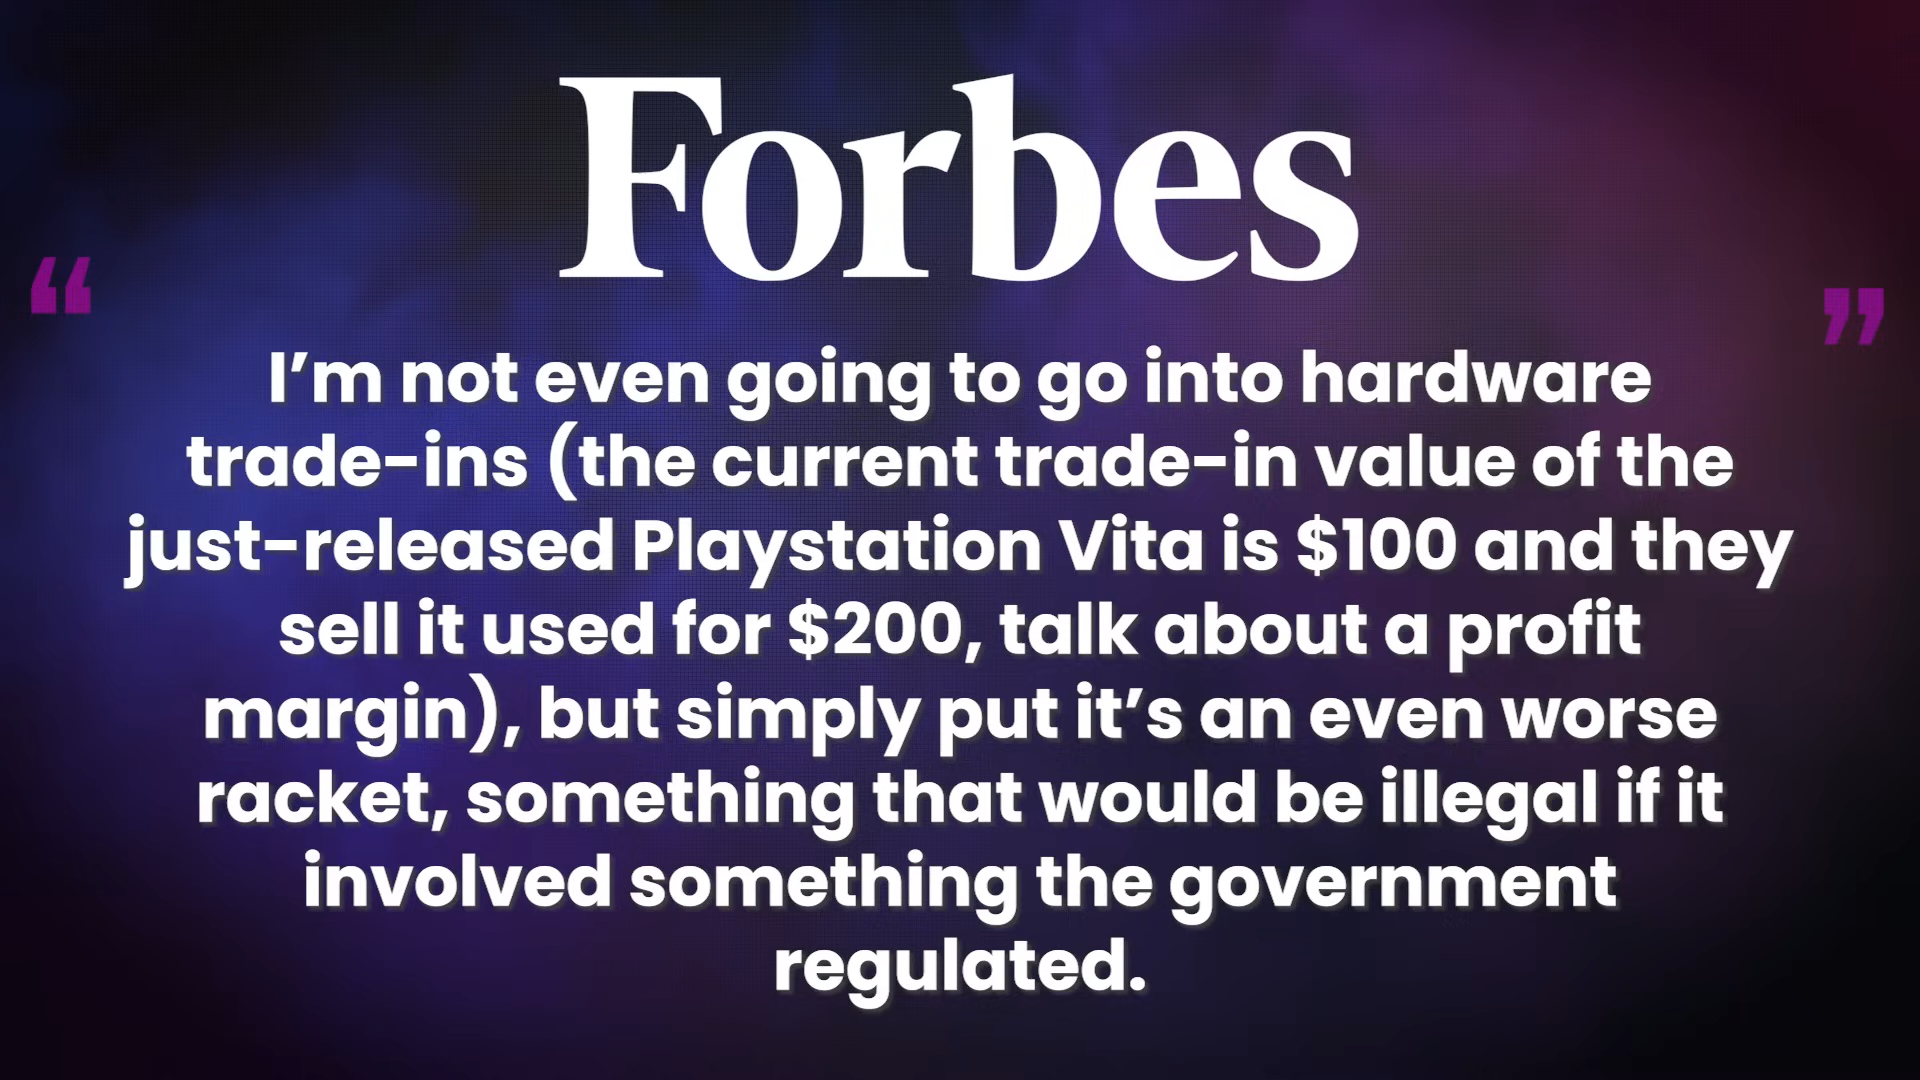 Forbes
“ ”
I’m not even going to go into hardware
trade-ins (the current trade-in value of the
just-released Playstation Vita is $100 and they
sell it used for $200, talk about a profit
margin), but simply put it’s an even worse
racket, something that would be illegal if it
involved something the government
regulated.